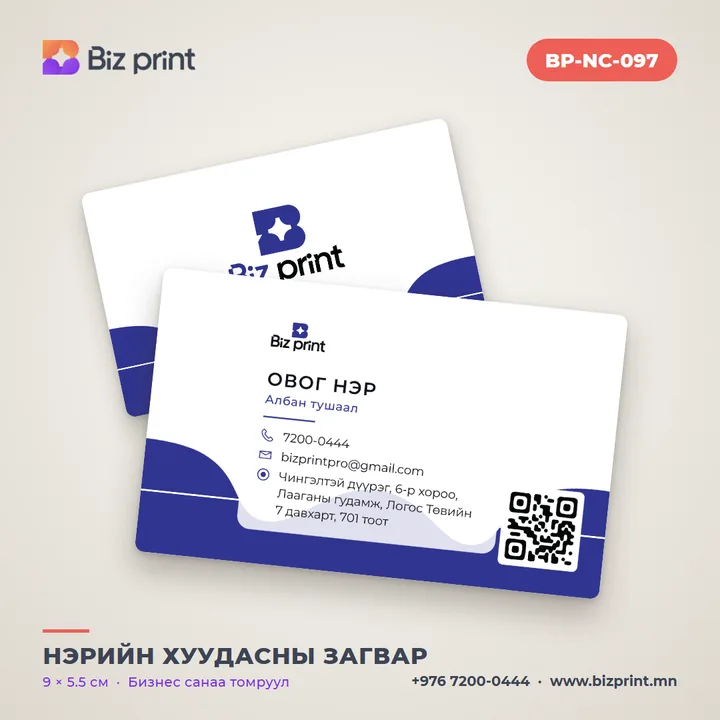 Biz print
BP-NC-097
Biz print
Biz print
ОВОГ НЭР
Албан тушаал
7200-0444
bizprintpro@gmail.com
Чингэлтэй дүүрэг, 6-р хороо,
Лааганы гудамж, Логос Төвийн
7 давхарт, 701 тоот
НЭРИЙН ХУУДАСНЫ ЗАГВАР
9 × 5.5 см · Бизнес санаа томруул
+976 7200-0444 · www.bizprint.mn